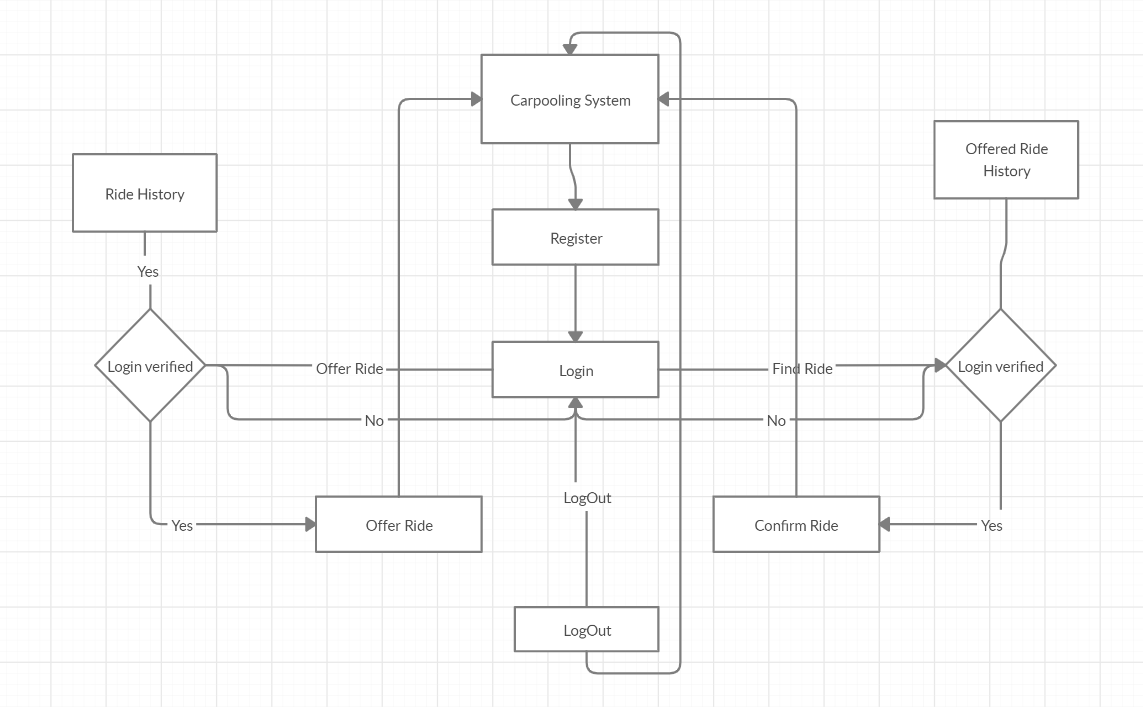 Carpooling System
Offered Ride
History
Ride History
Register
Yes
Login verified
Offer Ride
Login
Find Ride
Login verified
No
No
LogOut
Yes
Offer Ride
Confirm Ride
Yes
LogOut